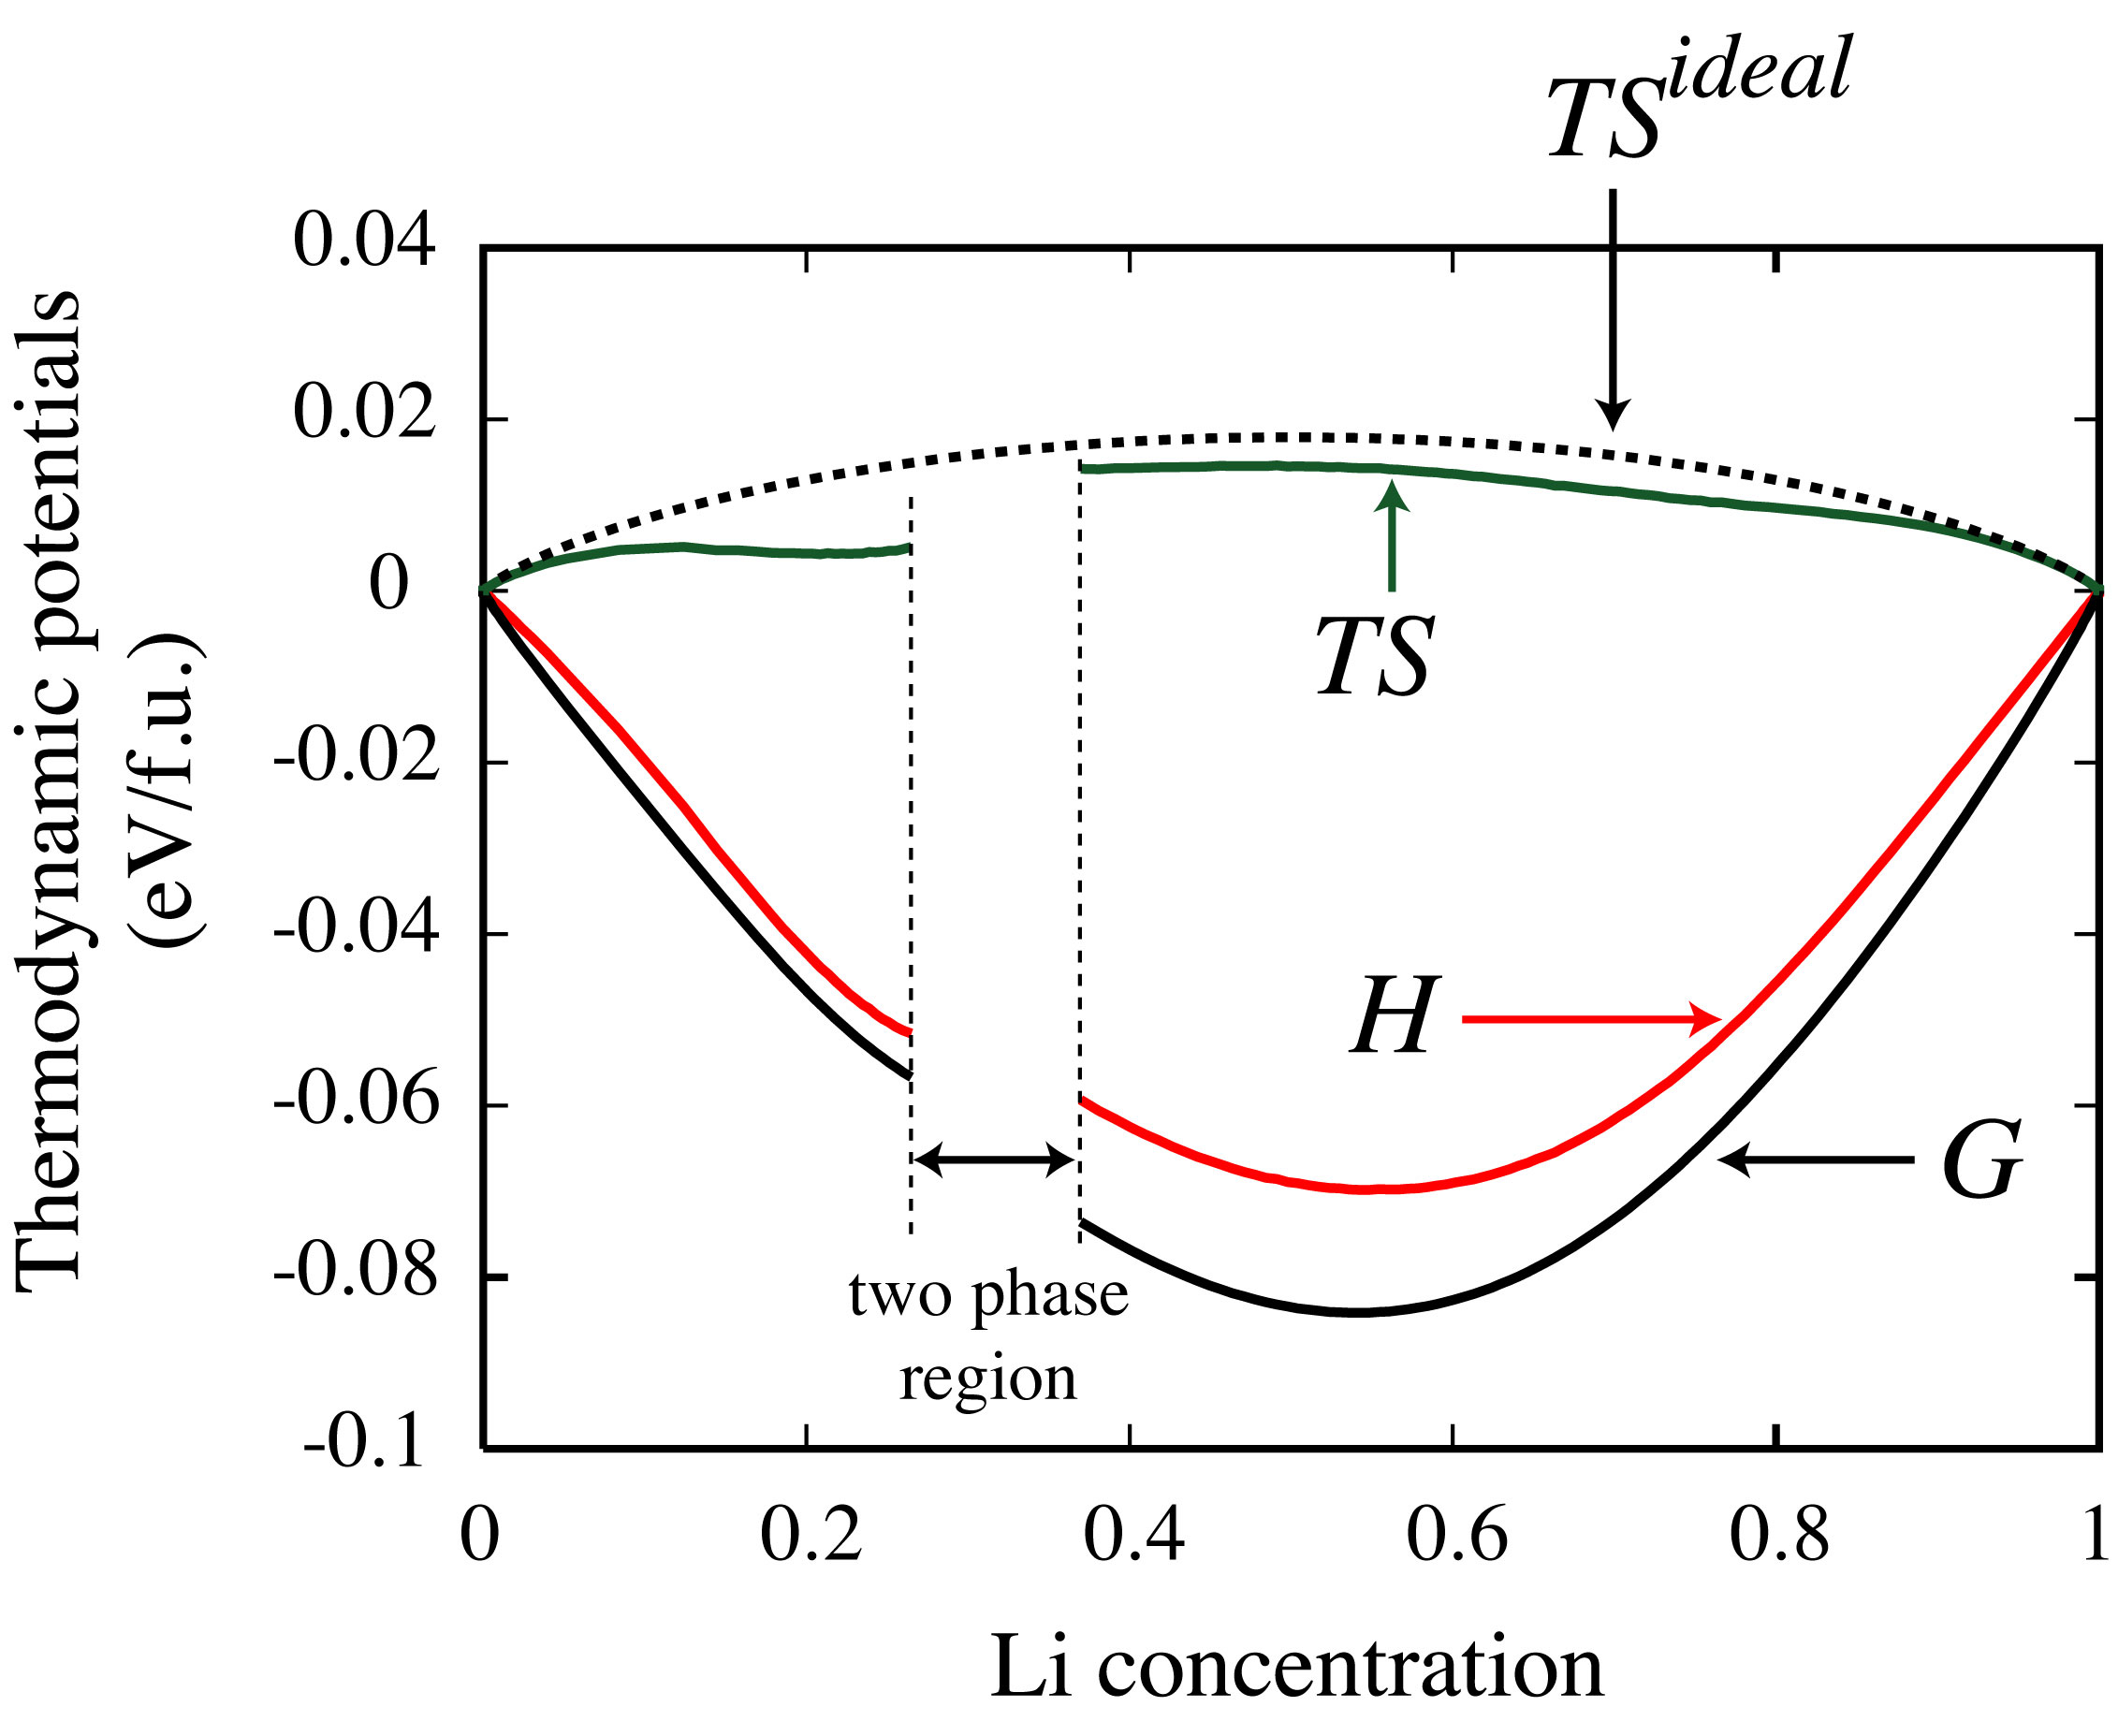 TS^ideal
0.04
0.02
0
-0.02
-0.04
-0.06
-0.08
-0.1
Thermodynamic potentials
(eV/f.u.)
TS
H
G
two phase
region
0 0.2 0.4 0.6 0.8 1
Li concentration